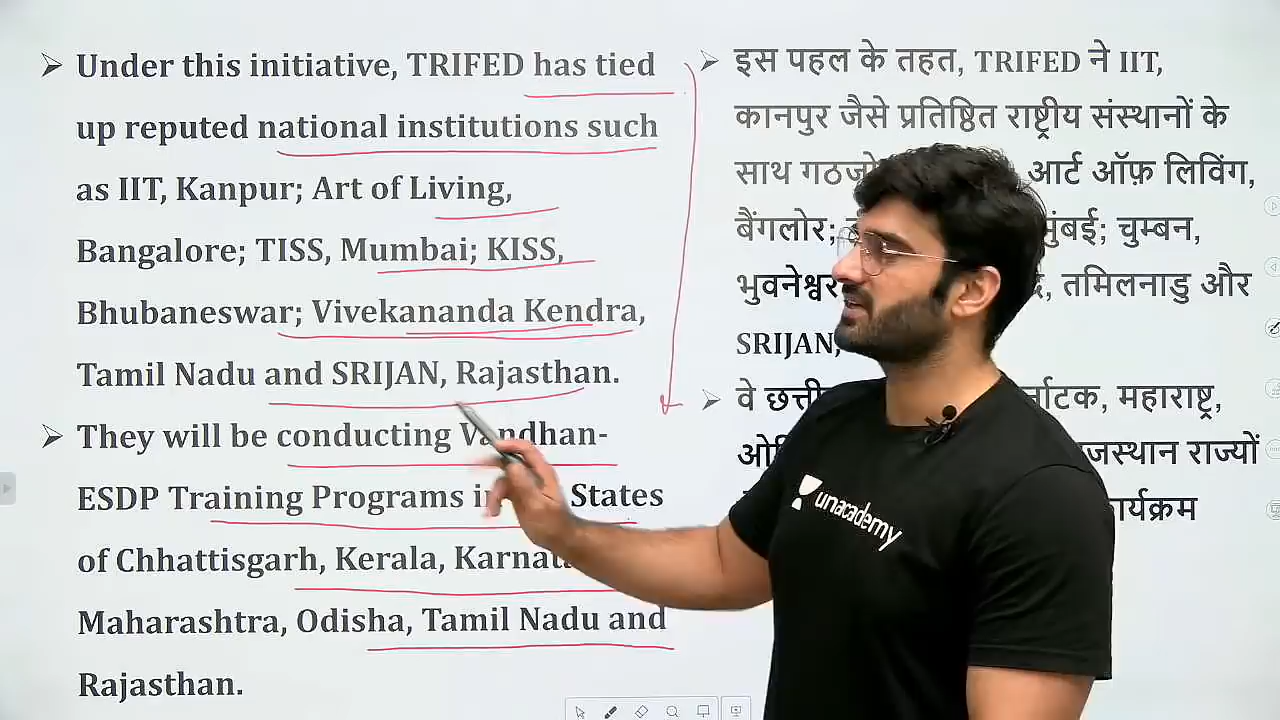 Under this initiative, TRIFED has tied
up reputed national institutions such
as IIT, Kanpur; Art of Living,
Bangalore; TISS, Mumbai; KISS,
Bhubaneswar; Vivekananda Kendra,
Tamil Nadu and SRIJAN, Rajasthan.
They will be conducting Vandhan-
ESDP Training Programs in States
of Chhattisgarh, Kerala,
Maharashtra, Odisha, Tamil Nadu and
Rajasthan.
इस पहल के तहत, TRIFED ने IIT,
कानपुर जैसे प्रतिष्ठित राष्ट्रीय संस्थानों के
साथ आर्ट ऑफ़ लिविंग,
बैंगलोर; मुंबई; चुम्बन,
तमिलनाडु और
SRIJAN,
वे महाराष्ट्र,
राज्यों
unacademy